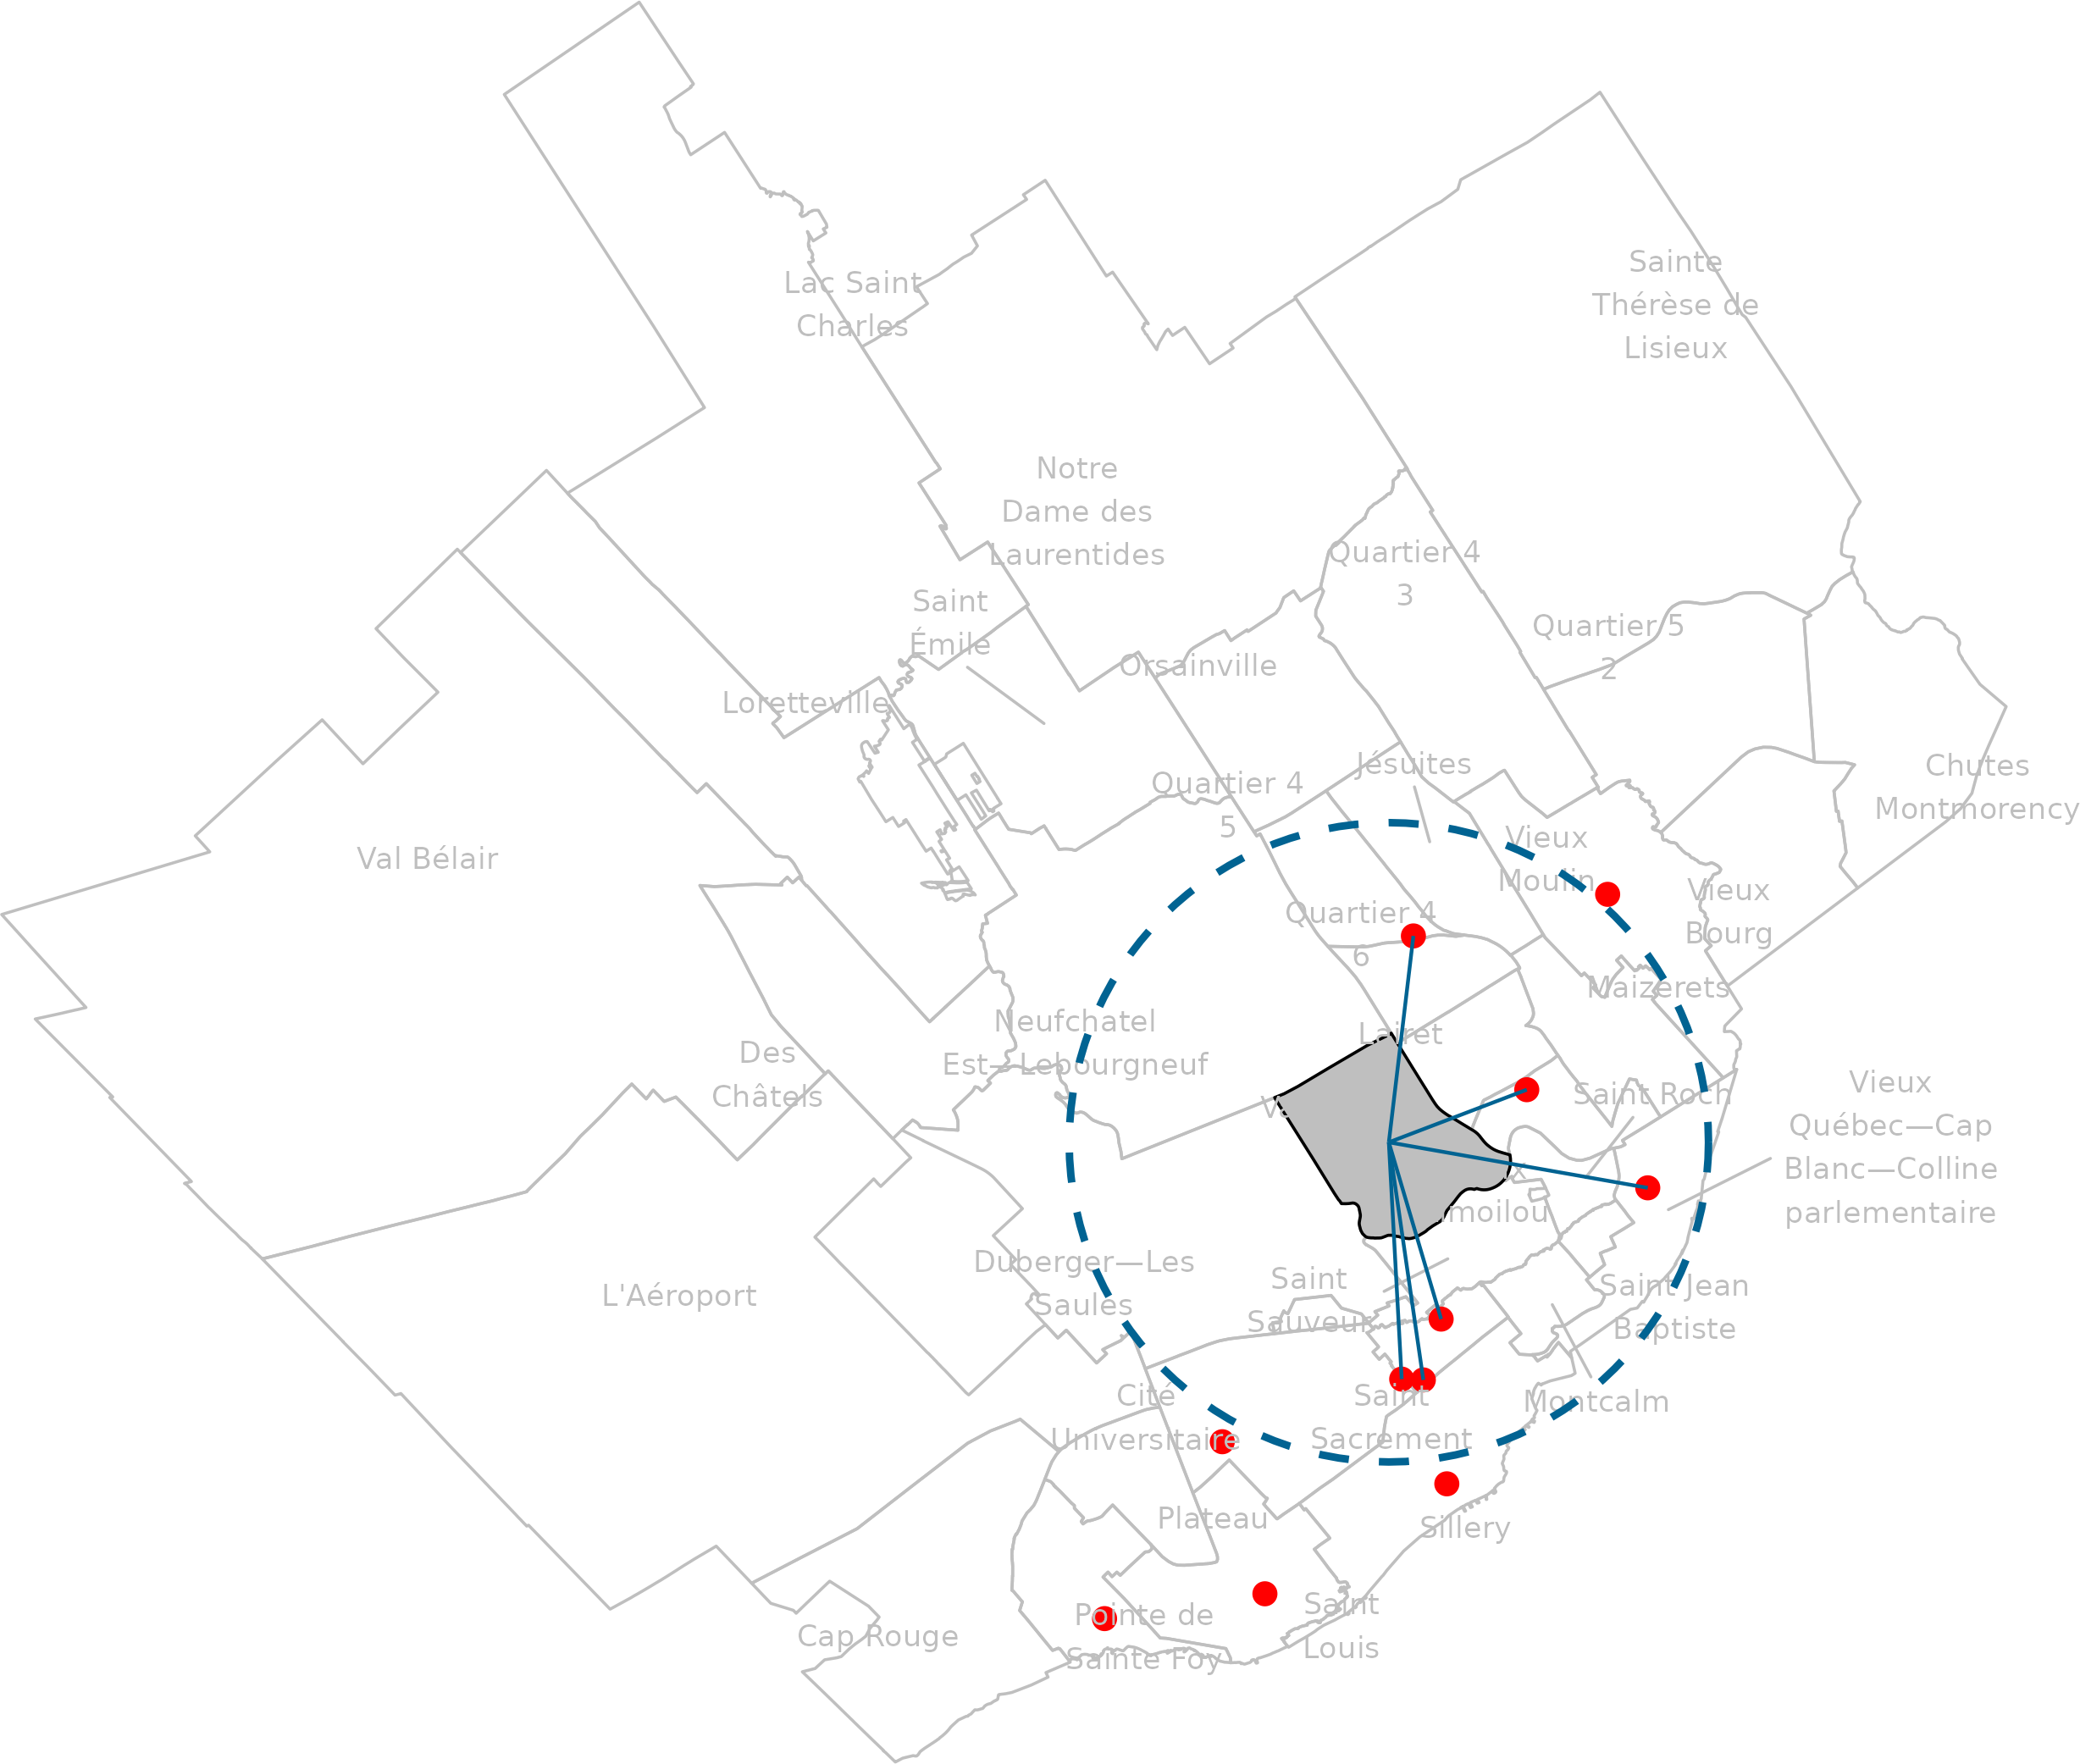 Sainte
Thérèse de
Lisieux
Lac Saint
Charles
Notre
Dame des
Laurentides
Quartier 4
3
Saint
Émile
Quartier 5
2
Orsainville
Loretteville
Jésuites
Quartier 4
5
Chutes
Montmorency
Vieux
Moulin
Val Bélair
Vieux
Bourg
Quartier 4
6
Maizerets
Neufchatel
Est—Lebourgneuf
Lairet
Des
Châtels
Saint Roch
Vieux
Québec—Cap
Blanc—Colline
parlementaire
V
x
moilou
Duberger—Les
Saules
L'Aéroport
Saint
Sauveur
Saint Jean
Baptiste
Cité
Universitaire
Saint
Sacrement
Montcalm
Plateau
Sillery
Pointe de
Sainte Foy
Saint
Louis
Cap Rouge